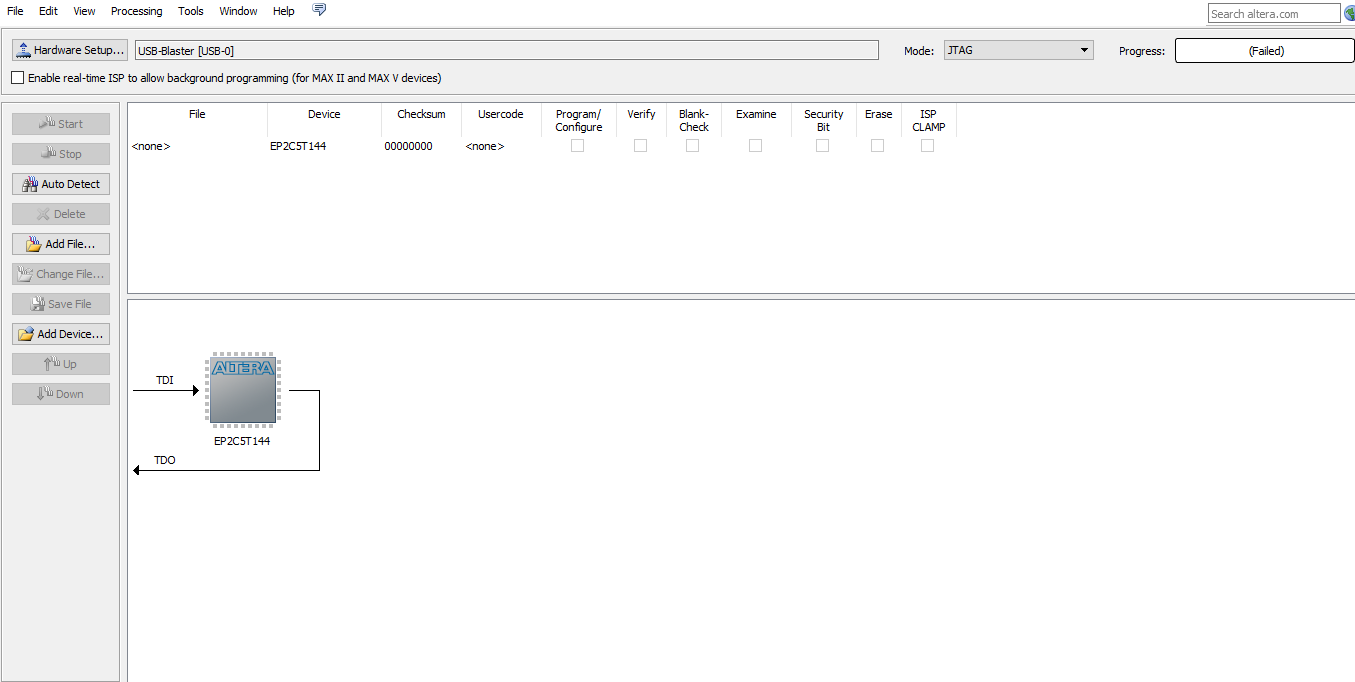 File Edit View Processing Tools Window Help
Search altera.com
Hardware Setup... USB-Blaster [USB-0] Mode: JTAG Progress: (Failed)
Enable real-time ISP to allow background programming (for MAX II and MAX V devices)
Start
Stop
Auto Detect
Delete
Add File...
Change File...
Save File
Add Device...
Up
Down
File Device Checksum Usercode Program/ Verify Blank- Examine Security Erase ISP
Configure Check Bit CLAMP
<none> EP2C5T144 00000000 <none>
ALTERA
TDI
EP2C5T144
TDO